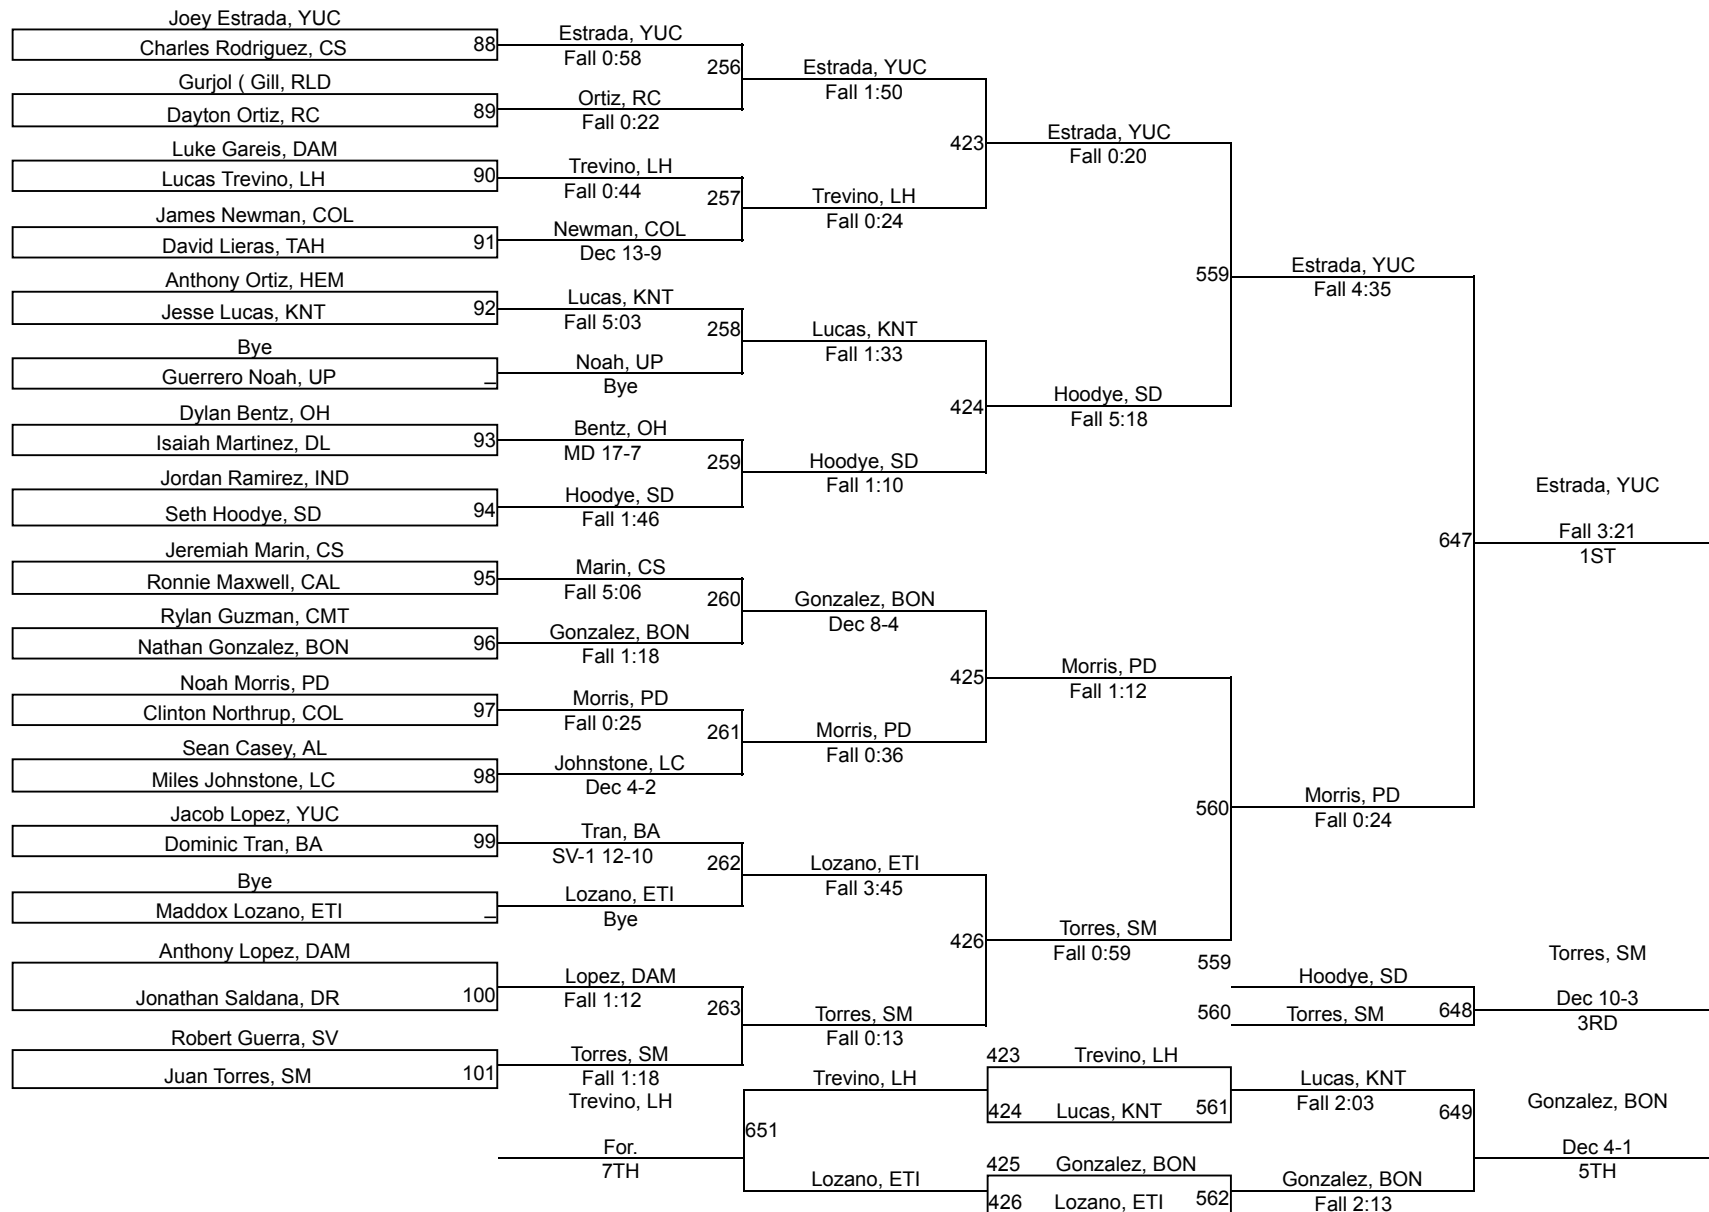 Joey Estrada, YUC
Charles Rodriguez, CS
88
Gurjol ( Gill, RLD
Dayton Ortiz, RC
89
Luke Gareis, DAM
Lucas Trevino, LH
90
James Newman, COL
David Lieras, TAH
91
Anthony Ortiz, HEM
Jesse Lucas, KNT
92
Bye
Guerrero Noah, UP
_
Dylan Bentz, OH
Isaiah Martinez, DL
93
Jordan Ramirez, IND
Seth Hoodye, SD
94
Jeremiah Marin, CS
Ronnie Maxwell, CAL
95
Rylan Guzman, CMT
Nathan Gonzalez, BON
96
Noah Morris, PD
Clinton Northrup, COL
97
Sean Casey, AL
Miles Johnstone, LC
98
Jacob Lopez, YUC
Dominic Tran, BA
99
Bye
Maddox Lozano, ETI
_
Anthony Lopez, DAM
Jonathan Saldana, DR
100
Robert Guerra, SV
Juan Torres, SM
101
Estrada, YUC
Fall 0:58
256
Ortiz, RC
Fall 0:22
Trevino, LH
Fall 0:44
257
Newman, COL
Dec 13-9
Lucas, KNT
Fall 5:03
258
Noah, UP
Bye
Bentz, OH
MD 17-7
259
Hoodye, SD
Fall 1:46
Marin, CS
Fall 5:06
260
Gonzalez, BON
Fall 1:18
Morris, PD
Fall 0:25
261
Johnstone, LC
Dec 4-2
Tran, BA
SV-1 12-10
262
Lozano, ETI
Bye
Lopez, DAM
Fall 1:12
263
Torres, SM
Fall 1:18
Estrada, YUC
Fall 1:50
423
Trevino, LH
Fall 0:24
Lucas, KNT
Fall 1:33
424
Hoodye, SD
Fall 1:10
Gonzalez, BON
Dec 8-4
425
Morris, PD
Fall 0:36
Lozano, ETI
Fall 3:45
426
Torres, SM
Fall 0:13
Estrada, YUC
Fall 0:20
559
Hoodye, SD
Fall 5:18
Morris, PD
Fall 1:12
560
Torres, SM
Fall 0:59
Estrada, YUC
Fall 4:35
647
Morris, PD
Fall 0:24
Estrada, YUC
Fall 3:21
1ST
559
Hoodye, SD
560
Torres, SM
648
Torres, SM
Dec 10-3
3RD
423
Trevino, LH
424
Lucas, KNT
561
425
Gonzalez, BON
426
Lozano, ETI
562
Lucas, KNT
Fall 2:03
649
Gonzalez, BON
Fall 2:13
Gonzalez, BON
Dec 4-1
5TH
Trevino, LH
651
Lozano, ETI
Trevino, LH
For.
7TH